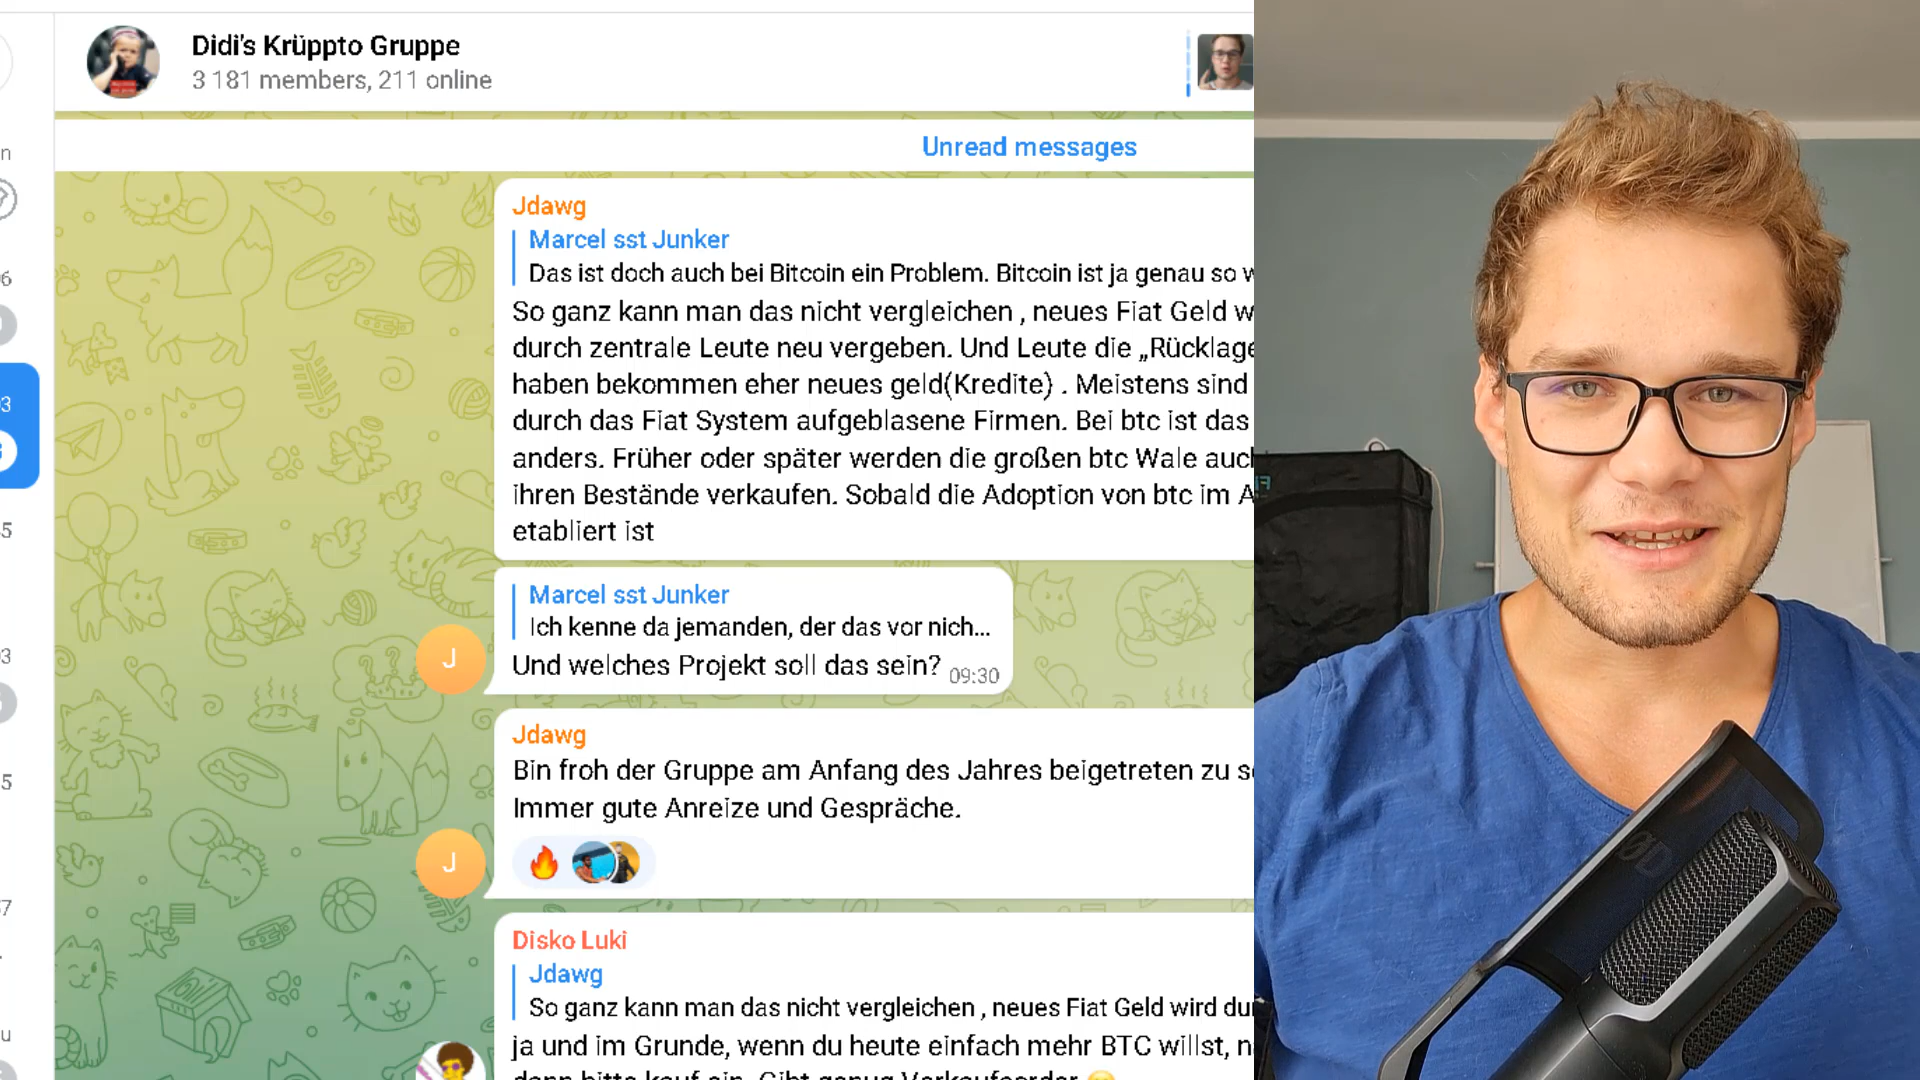 Didi's Krüppto Gruppe
3 181 members, 211 online
Unread messages
Jdawg
Marcel sst Junker
Das ist doch auch bei Bitcoin ein Problem. Bitcoin ist ja genau so
So ganz kann man das nicht vergleichen , neues Fiat Geld
durch zentrale Leute neu vergeben. Und Leute die „Rücklage
haben bekommen eher neues geld(Kredite) . Meistens sind
durch das Fiat System aufgeblasene Firmen. Bei btc ist das
anders. Früher oder später werden die großen btc Wale auch
ihren Bestände verkaufen. Sobald die Adoption von btc im
etabliert ist
Marcel sst Junker
Ich kenne da jemanden, der das vor nich...
Und welches Projekt soll das sein? 09:30
J
Jdawg
Bin froh der Gruppe am Anfang des Jahres beigetreten zu
Immer gute Anreize und Gespräche.
J
Disko Luki
Jdawg
So ganz kann man das nicht vergleichen , neues Fiat Geld wird
ja und im Grunde, wenn du heute einfach mehr BTC willst,
dann bitte kauf ein. Gibt genug Verkaufsorder